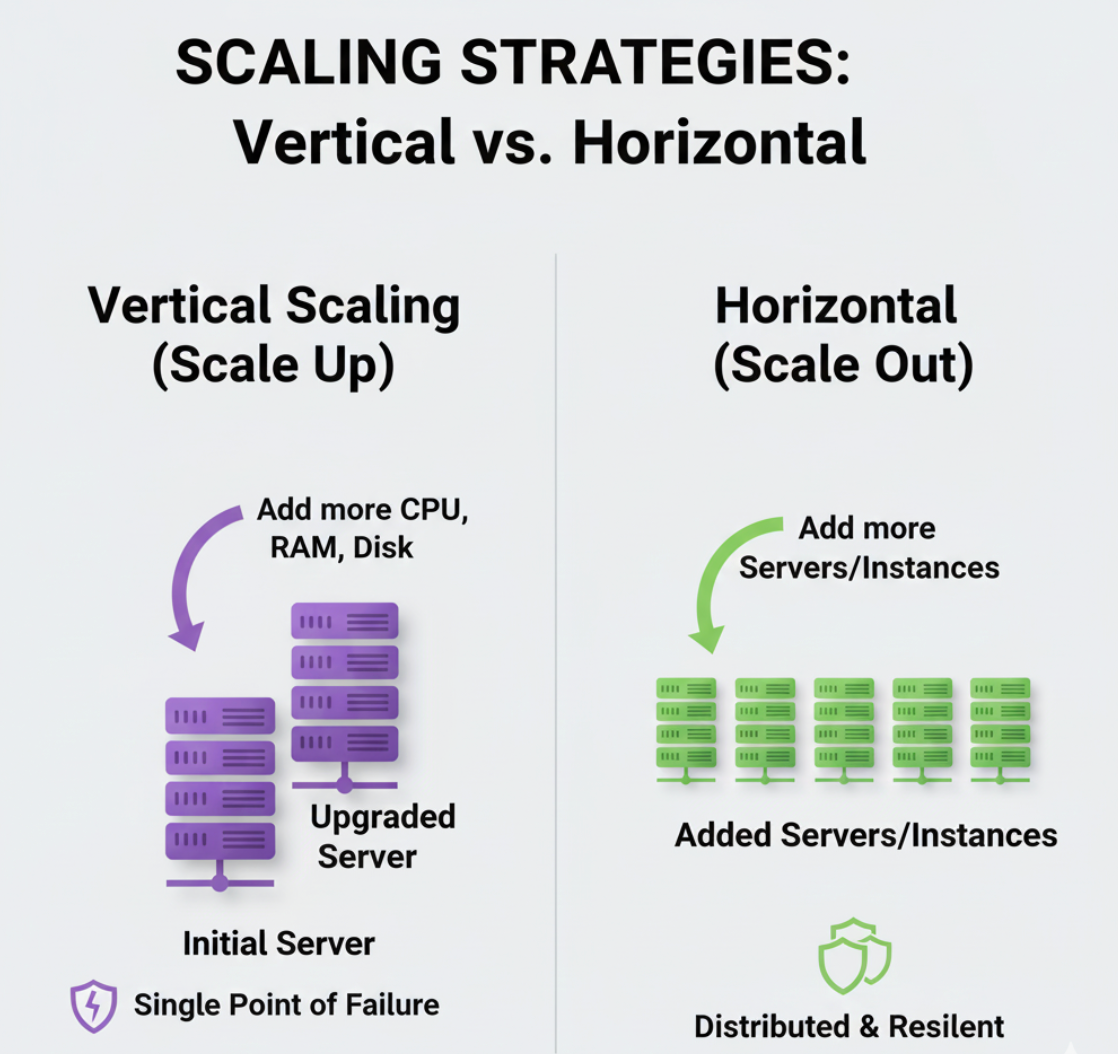 SCALING STRATEGIES:
Vertical vs. Horizontal
Vertical Scaling
(Scale Up)
Add more CPU,
RAM, Disk
Upgraded
Server
Initial Server
Single Point of Failure
Horizontal
(Scale Out)
Add more
Servers/Instances
Added Servers/Instances
Distributed & Resilent